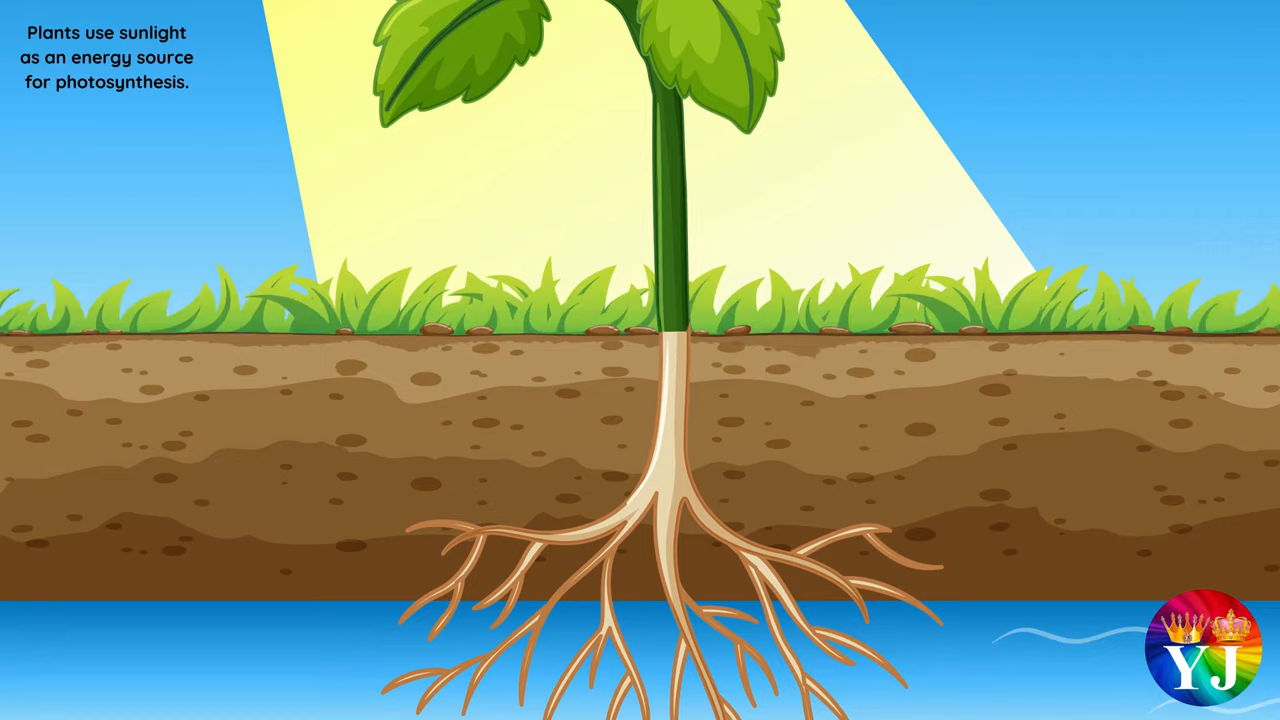 Plants use sunlight
as an energy source
for photosynthesis.
YJ